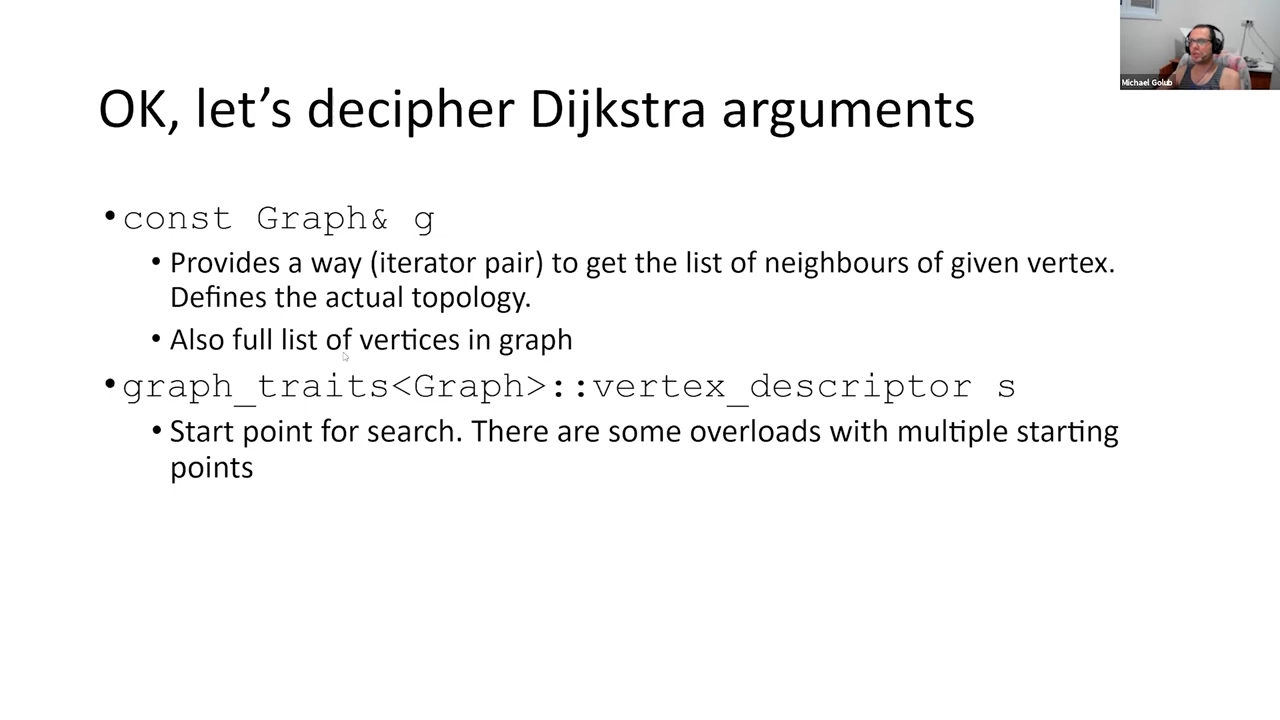 Michael Golub
OK, let's decipher Dijkstra arguments
•const Graph& g
• Provides a way (iterator pair) to get the list of neighbours of given vertex.
Defines the actual topology.
• Also full list of vertices in graph
•graph_traits<Graph>::vertex_descriptor s
• Start point for search. There are some overloads with multiple starting
points